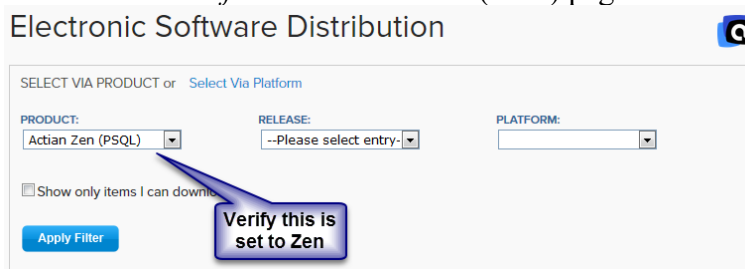 Electronic Software Distribution
SELECT VIA PRODUCT or Select Via Platform
PRODUCT: RELEASE: PLATFORM:
Actian Zen (PSQL) --Please select entry-
Show only items I can
Verify this is
set to Zen
Apply Filter